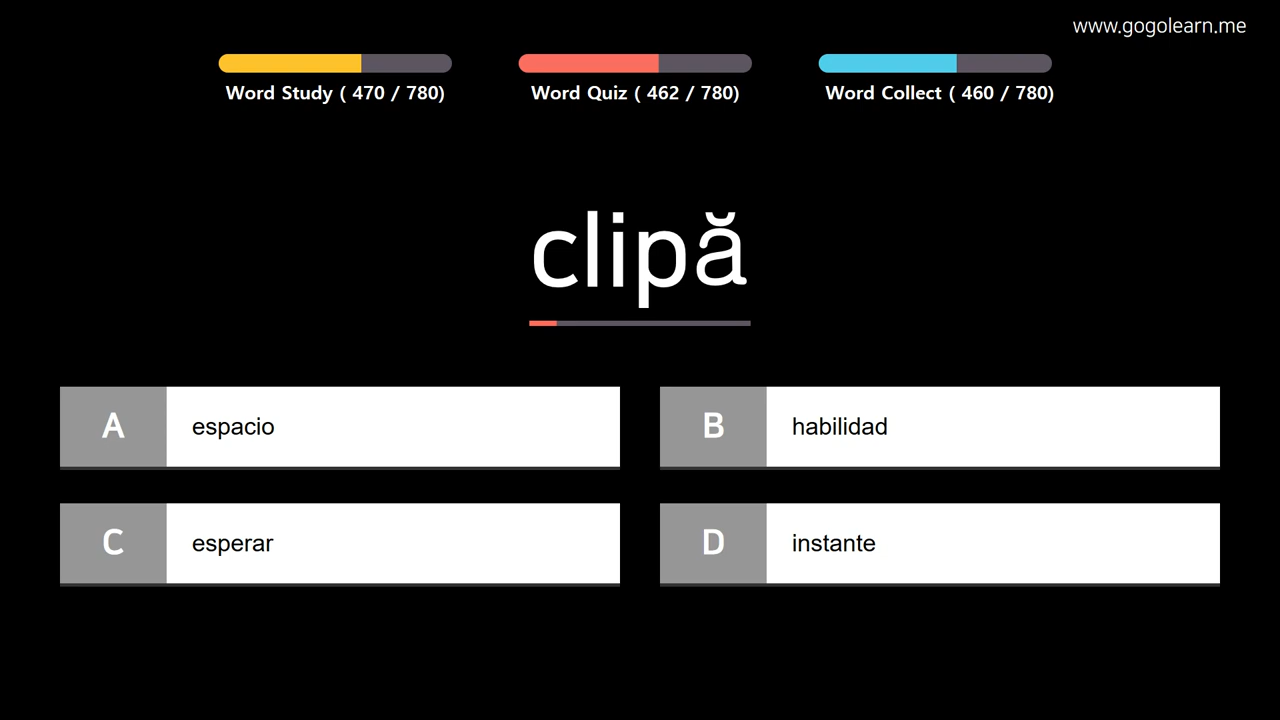 www.gogolearn.me
Word Study ( 470 / 780)
Word Quiz ( 462 / 780)
Word Collect ( 460 / 780)
clipă
A
espacio
B
habilidad
C
esperar
D
instante